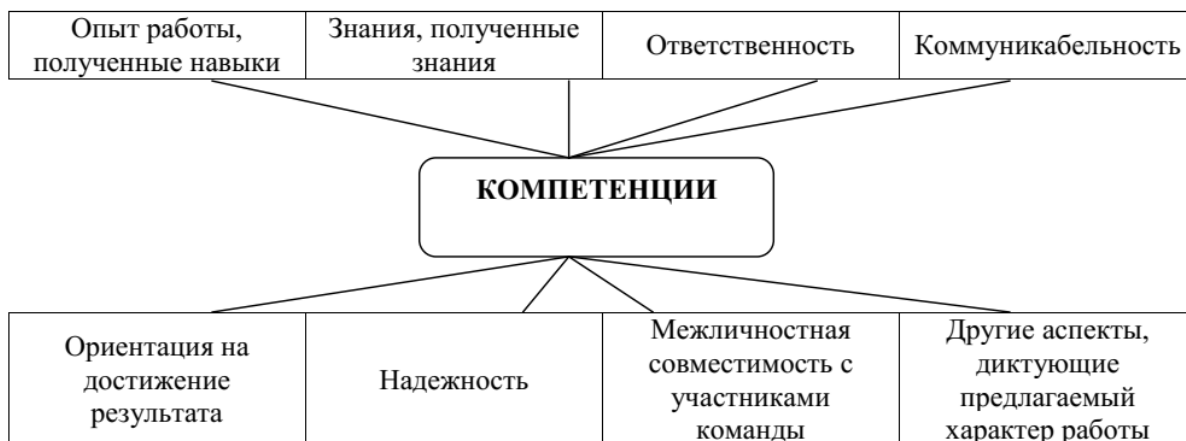 Опыт работы,
полученные навыки
Знания, полученные
знания
Ответственность
Коммуникабельность
КОМПЕТЕНЦИИ
Ориентация на
достижение
результата
Надежность
Межличностная
совместимость с
участниками
команды
Другие аспекты,
диктующие
предлагаемый
характер работы